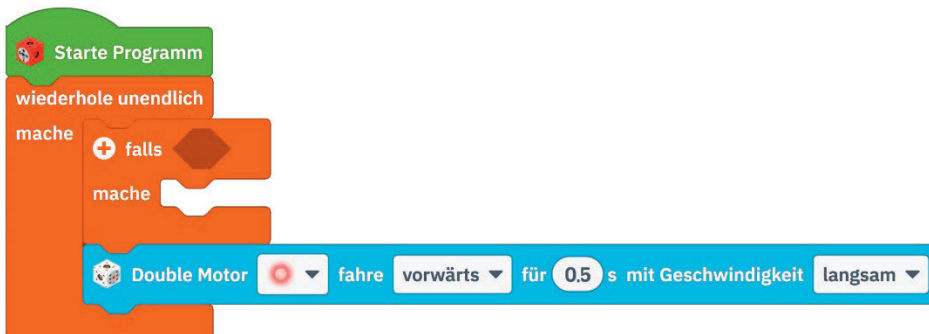 Starte Programm
wiederhole unendlich
mache
falls
mache
Double Motor fahre vorwärts für 0.5 s mit Geschwindigkeit langsam